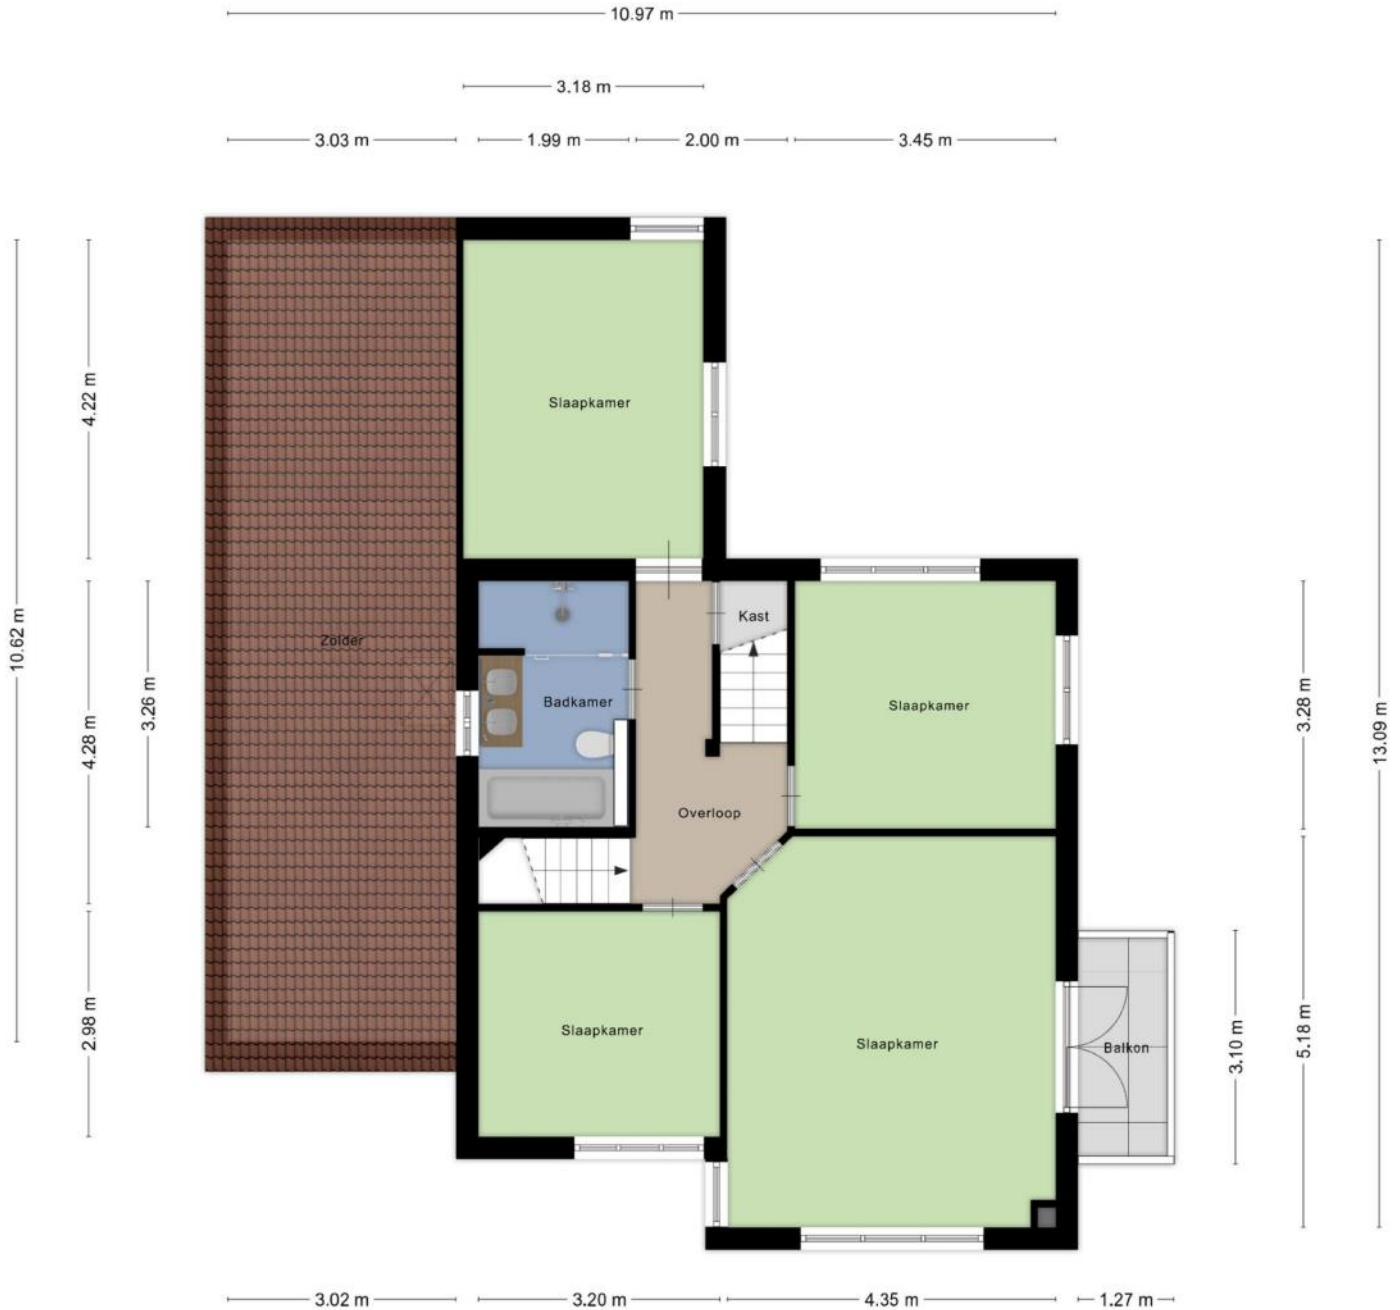 10.97 m
3.18 m
3.03 m
1.99 m
2.00 m
3.45 m
4.22 m
Slaapkamer
10.62 m
Zolder
3.26 m
4.28 m
Kast
Badkamer
Slaapkamer
3.28 m
13.09 m
Overloop
2.98 m
Slaapkamer
Slaapkamer
Balkon
3.10 m
5.18 m
3.02 m
3.20 m
4.35 m
1.27 m